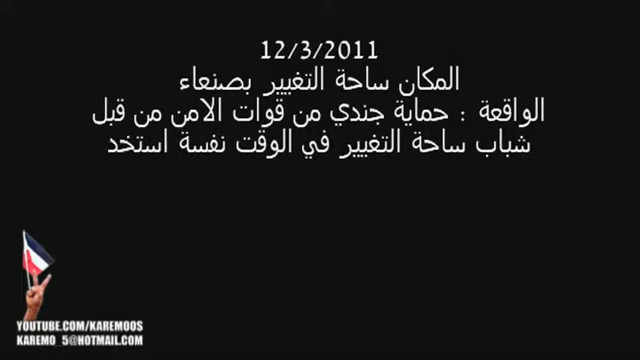 12/3/2011
المكان ساحة التغيير بصنعاء
الواقعة : حماية جندي من قوات الامن من قبل
شباب ساحة التغيير في الوقت نفسة استخد
YOUTUBE.COM/KAREMOOS
KAREMO_5@HOTMAIL.COM